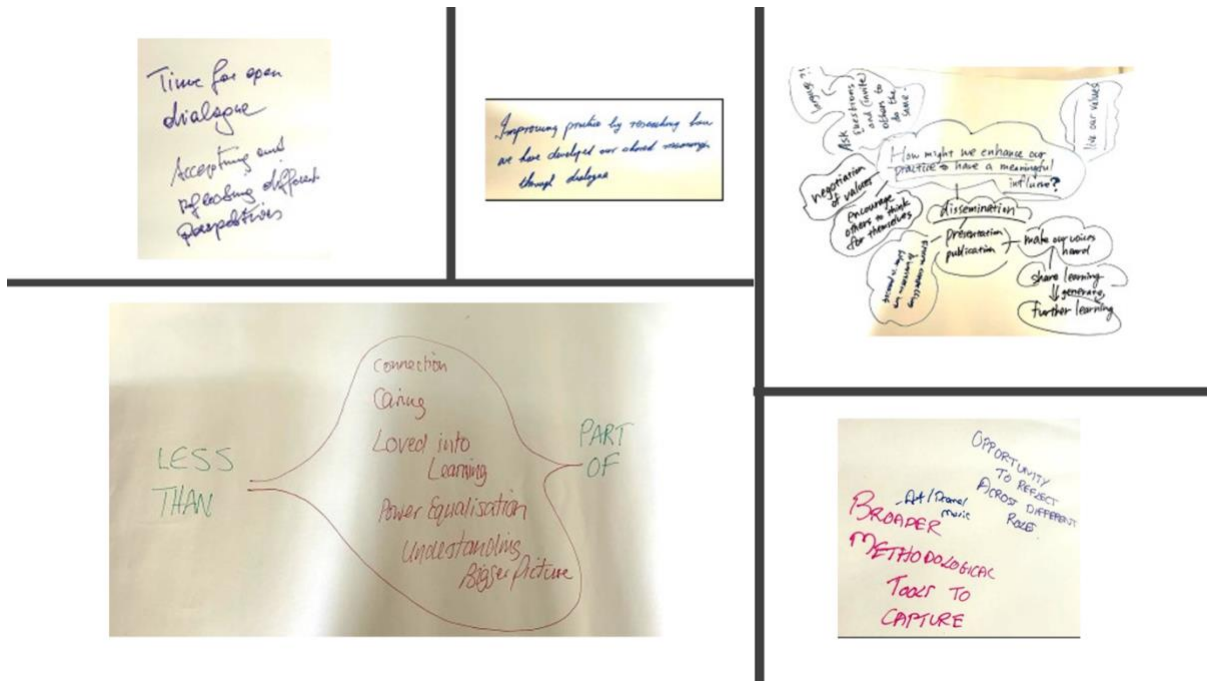 Time for open
dialogue
Accepting and
reflecting different
perspectives
Improving practice by researching how
we have developed our shared meanings
through dialogue
language?!
Ask
questions
and (invite)
others to
do the
same
live our values
How might we enhance our
practice to have a meaningful
influence?
negotiation
of values
encourage
others to think
for themselves
dissemination
presentation
publication
make our voices
heard
share learning
generate
further learning
LESS
THAN
Connection
Caring
Loved into
Learning
Power Equalisation
Understanding
Bigger Picture
PART
OF
OPPORTUNITY
TO REFLECT
ACROSS DIFFERENT
ROLES.
- Art/Drama/
music
BROADER
METHODOLOGICAL
TOOLS TO
CAPTURE